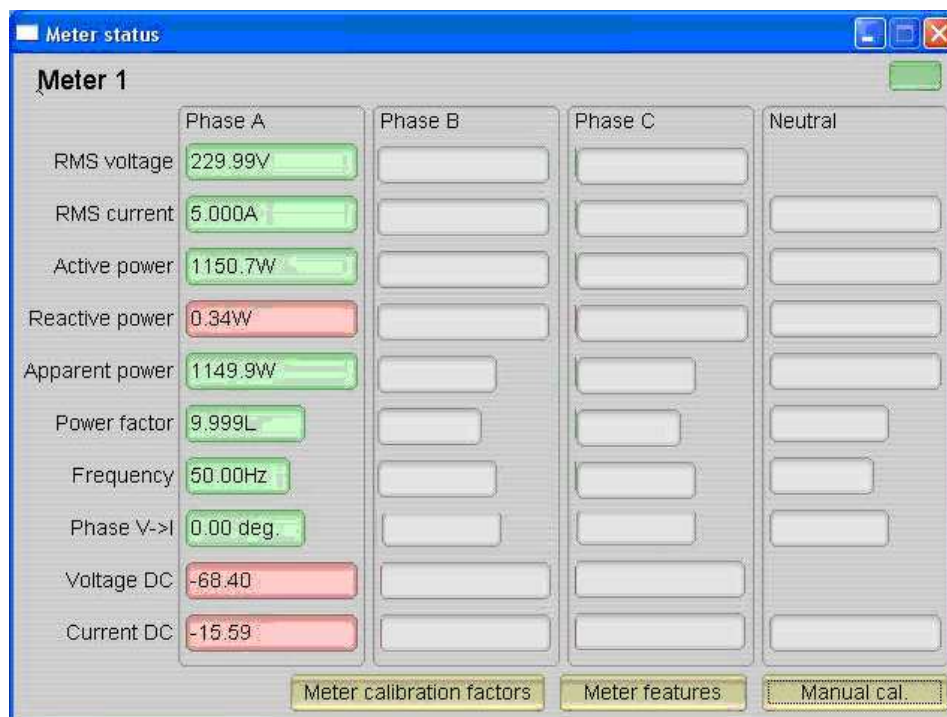 Meter status
Meter 1
Phase A Phase B Phase C Neutral
RMS voltage 229.99V
RMS current 5.000A
Active power 1150.7W
Reactive power 0.34W
Apparent power 1149.9W
Power factor 9.999L
Frequency 50.00Hz
Phase V->I 0.00 deg.
Voltage DC -68.40
Current DC -15.59
Meter calibration factors Meter features Manual cal.